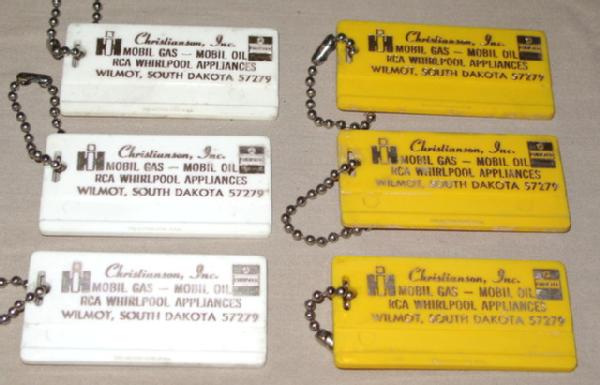 Christianson, Inc.
MOBIL GAS — MOBIL OIL
RCA WHIRLPOOL APPLIANCES
WILMOT, SOUTH DAKOTA 57279
Christianson, Inc.
MOBIL GAS — MOBIL OIL
RCA WHIRLPOOL APPLIANCES
WILMOT, SOUTH DAKOTA 57279
Christianson, Inc.
MOBIL GAS — MOBIL OIL
RCA WHIRLPOOL APPLIANCES
WILMOT, SOUTH DAKOTA 57279
Christianson, Inc.
MOBIL GAS — MOBIL OIL
RCA WHIRLPOOL APPLIANCES
WILMOT, SOUTH DAKOTA 57279
Christianson, Inc.
MOBIL GAS — MOBIL OIL
RCA WHIRLPOOL APPLIANCES
WILMOT, SOUTH DAKOTA 57279
Christianson, Inc.
MOBIL GAS — MOBIL OIL
RCA WHIRLPOOL APPLIANCES
WILMOT, SOUTH DAKOTA 57279